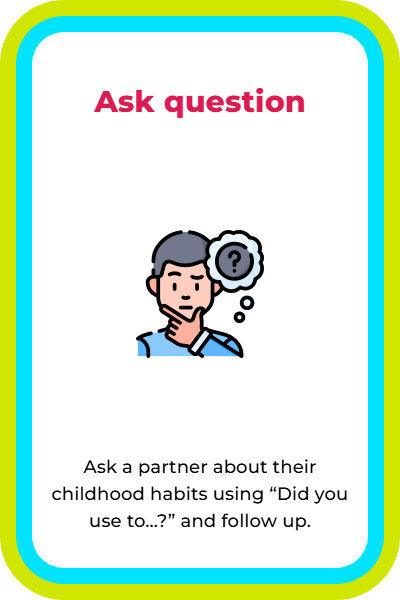 Ask question
?
Ask a partner about their
childhood habits using “Did you
use to...?” and follow up.